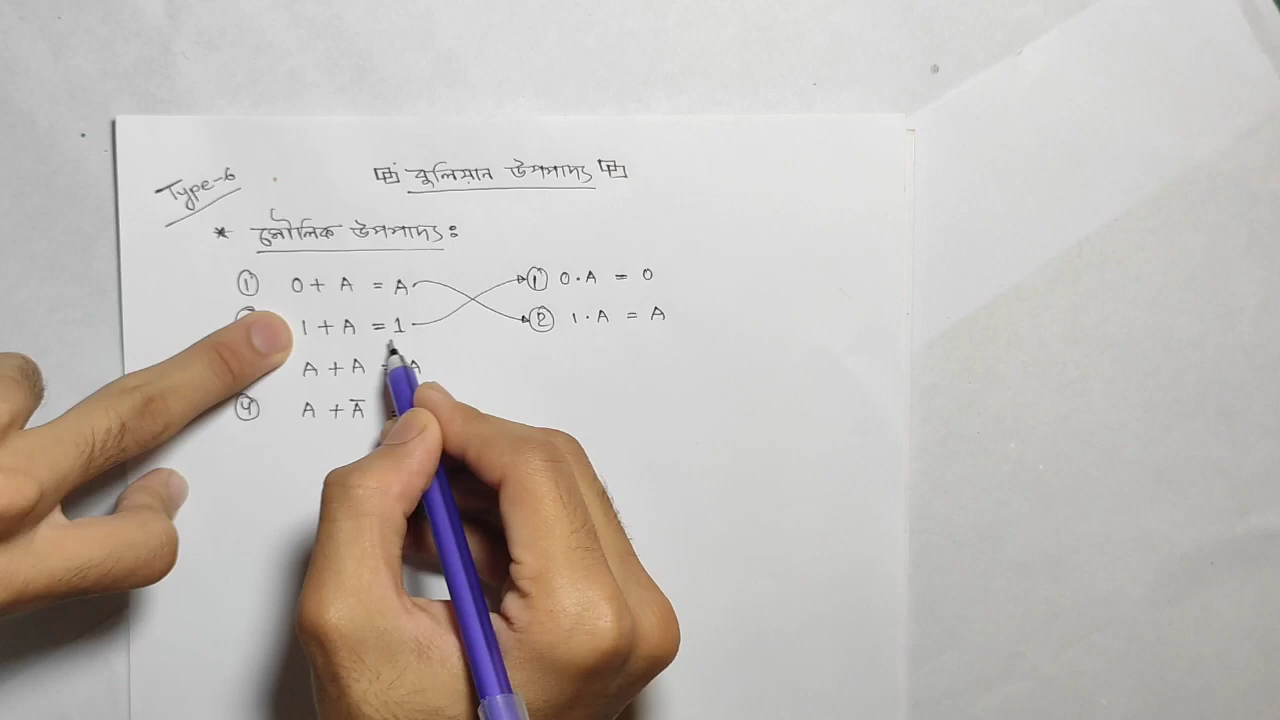 Type-6
বুলিয়ান উপপাদ্য
* মৌলিক উপপাদ্য:
① 0 + A = A
1 + A = 1
A + A = A
④ A + A̅ =
① 0 · A = 0
② 1 · A = A